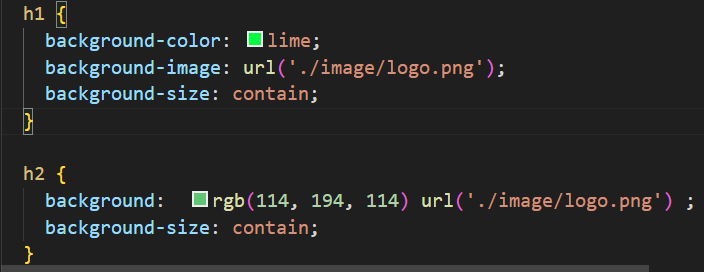 h1 {
  background-color: lime;
  background-image: url('./image/logo.png');
  background-size: contain;
}
h2 {
  background:  rgb(114, 194, 114) url('./image/logo.png') ;
  background-size: contain;
}